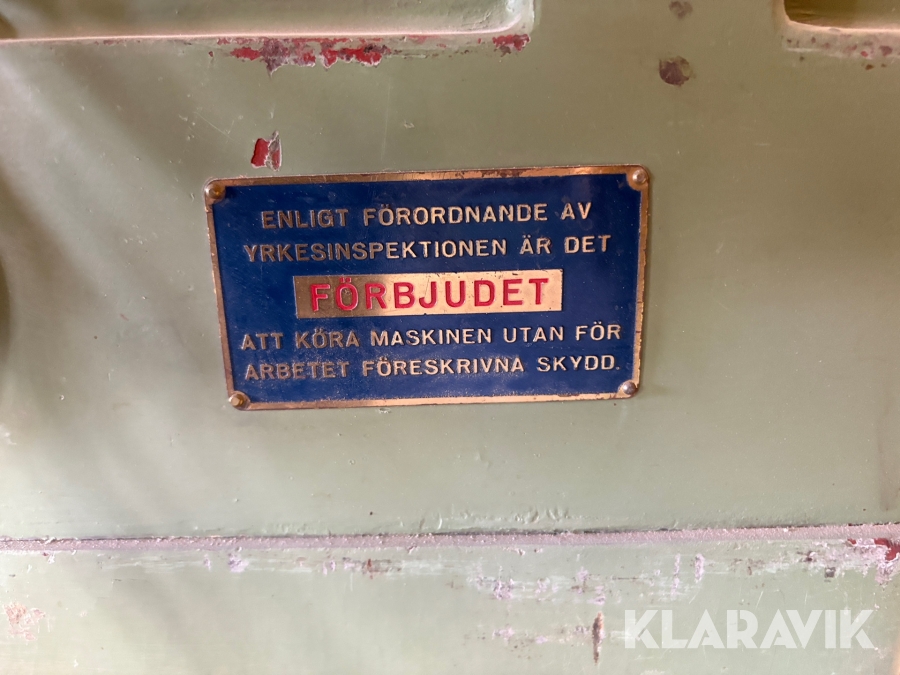 ENLIGT FÖRORDNANDE AV
YRKESINSPEKTIONEN ÄR DET
FÖRBJUDET
ATT KÖRA MASKINEN UTAN FÖR
ARBETET FÖRESKRIVNA SKYDD.
KLARAVIK